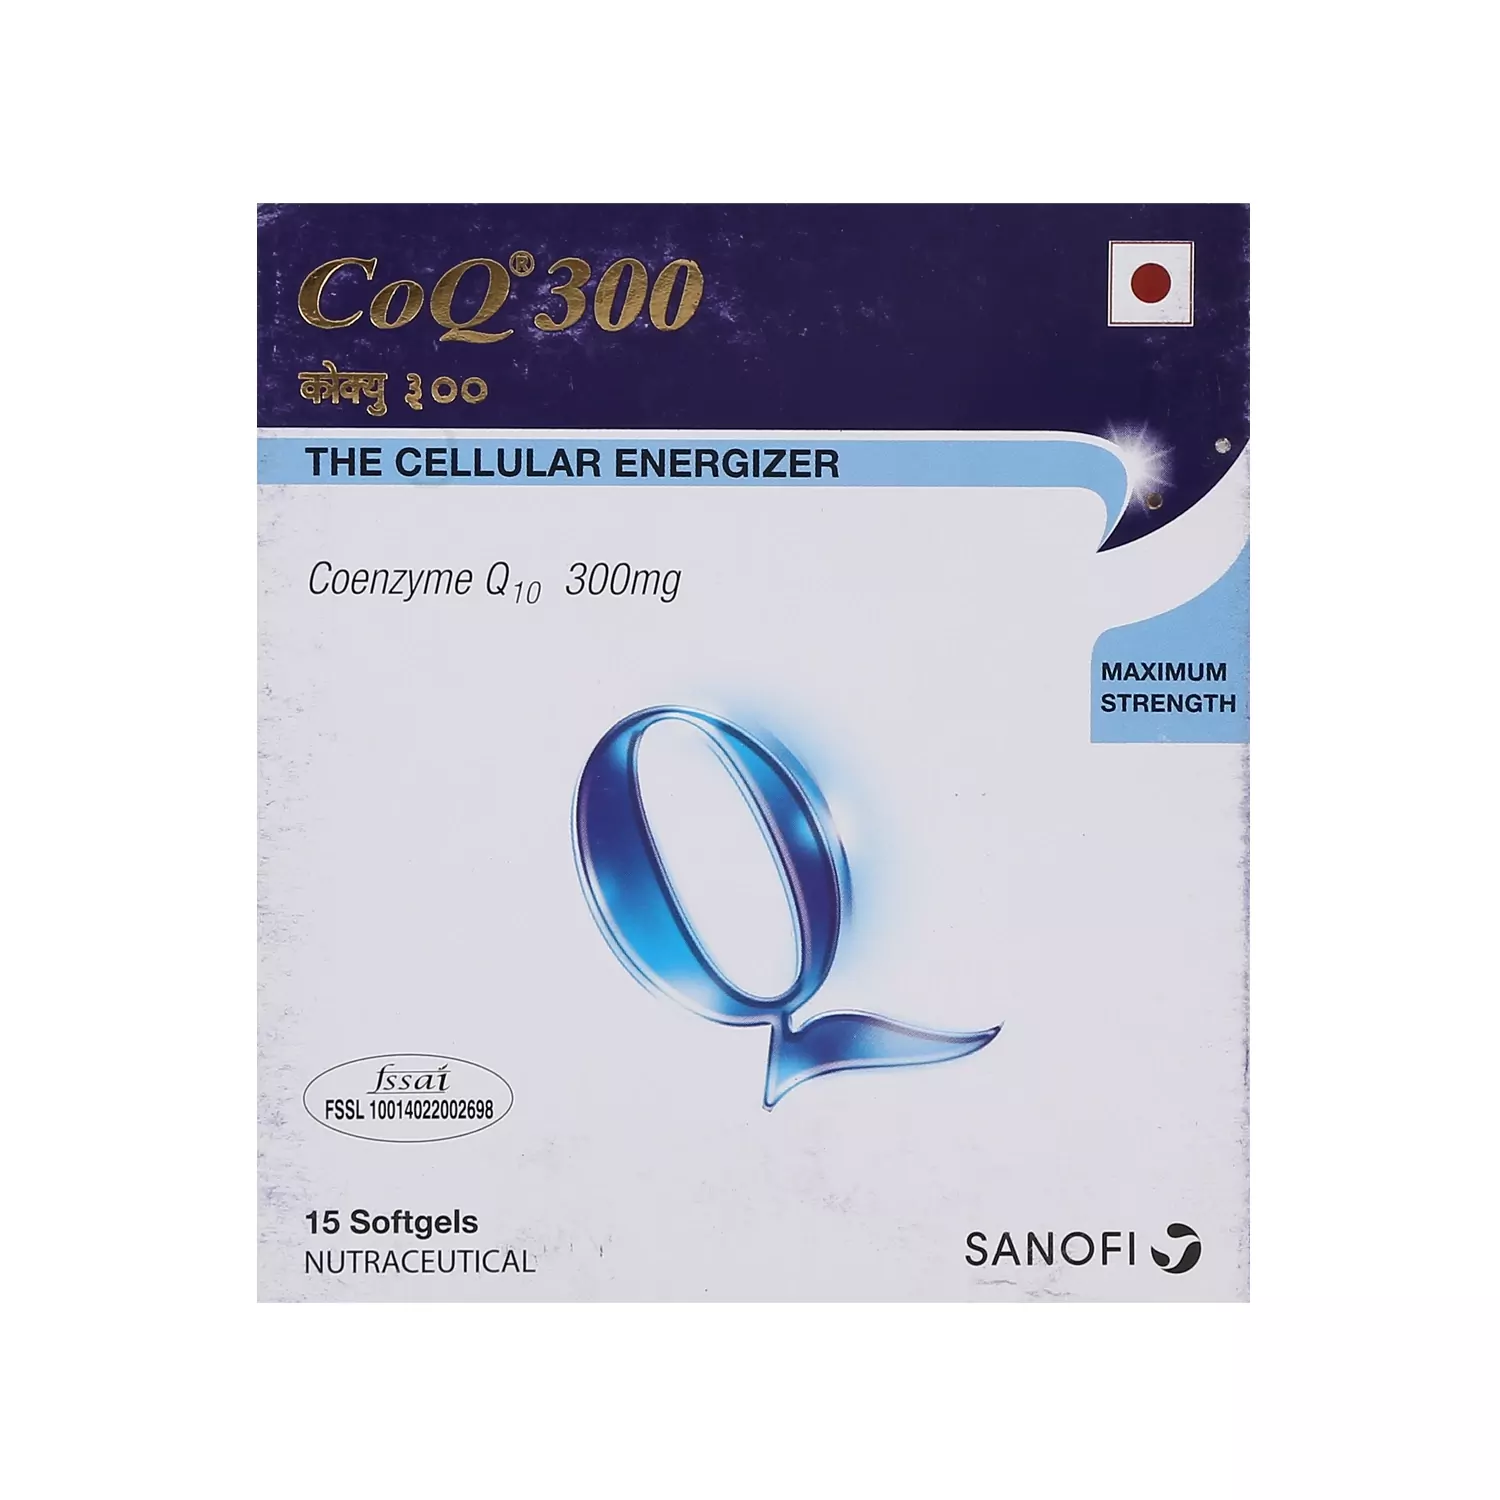 CoQ®300
कोक्यु ३००
THE CELLULAR ENERGIZER
Coenzyme Q10 300mg
MAXIMUM
STRENGTH
Q
fssai
FSSL 10014022002698
15 Softgels
NUTRACEUTICAL
SANOFI